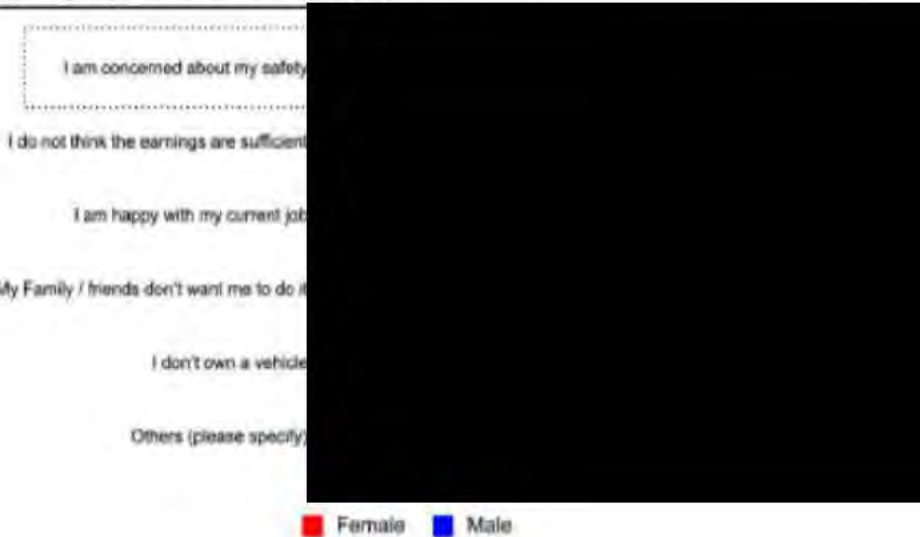 I am concerned about my safety
I do not think the earnings are sufficient
I am happy with my current job
My Family / friends don't want me to do it
I don't own a vehicle
Others (please specify)
Female Male